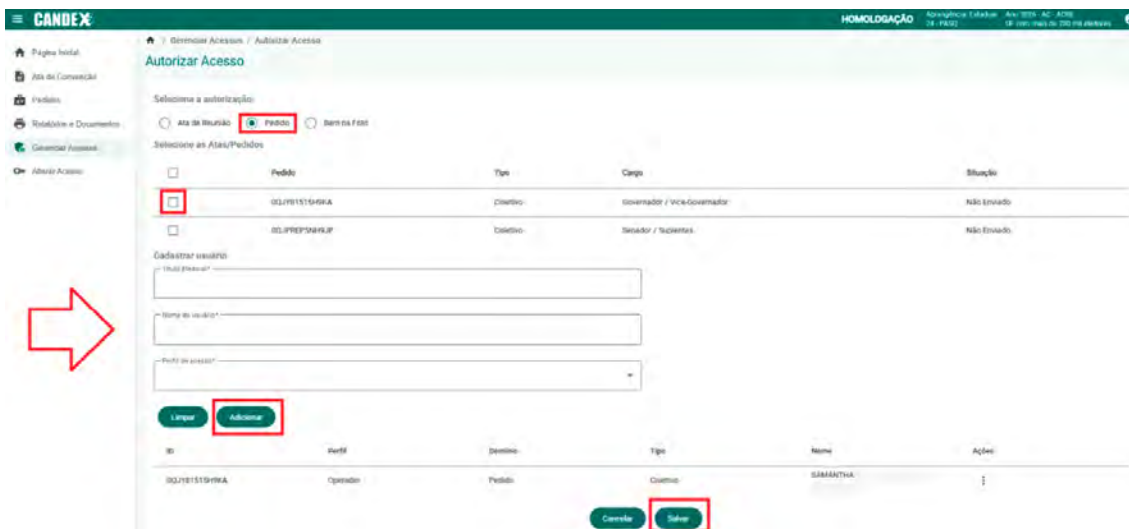 CANDEX
HOMOLOGAÇÃO
Página Inicial
Ata de Convenção
Pedidos
Relatórios e Documentos
Gerenciar Acessos
Alterar Acesso
/ Gerenciar Acessos / Autorizar Acesso
Autorizar Acesso
Selecione a autorização:
Ata de Reunião Pedido
Selecione as Atas/Pedidos
Pedido Tipo Cargo Situação
Coletivo Governador / Vice-Governador Não Enviado
Coletivo Senador / Suplentes Não Enviado
Cadastrar usuário
Título Eleitoral*
Nome do usuário*
Perfil de acesso*
Limpar Adicionar
ID Perfil Domínio Tipo Nome Ações
Operador Pedido Coletivo SAMANTHA
Cancelar Salvar